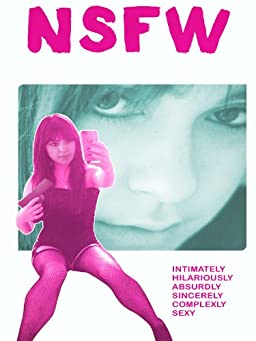 NSFW
INTIMATELY
HILARIOUSLY
ABSURDLY
SINCERELY
COMPLEXLY
SEXY